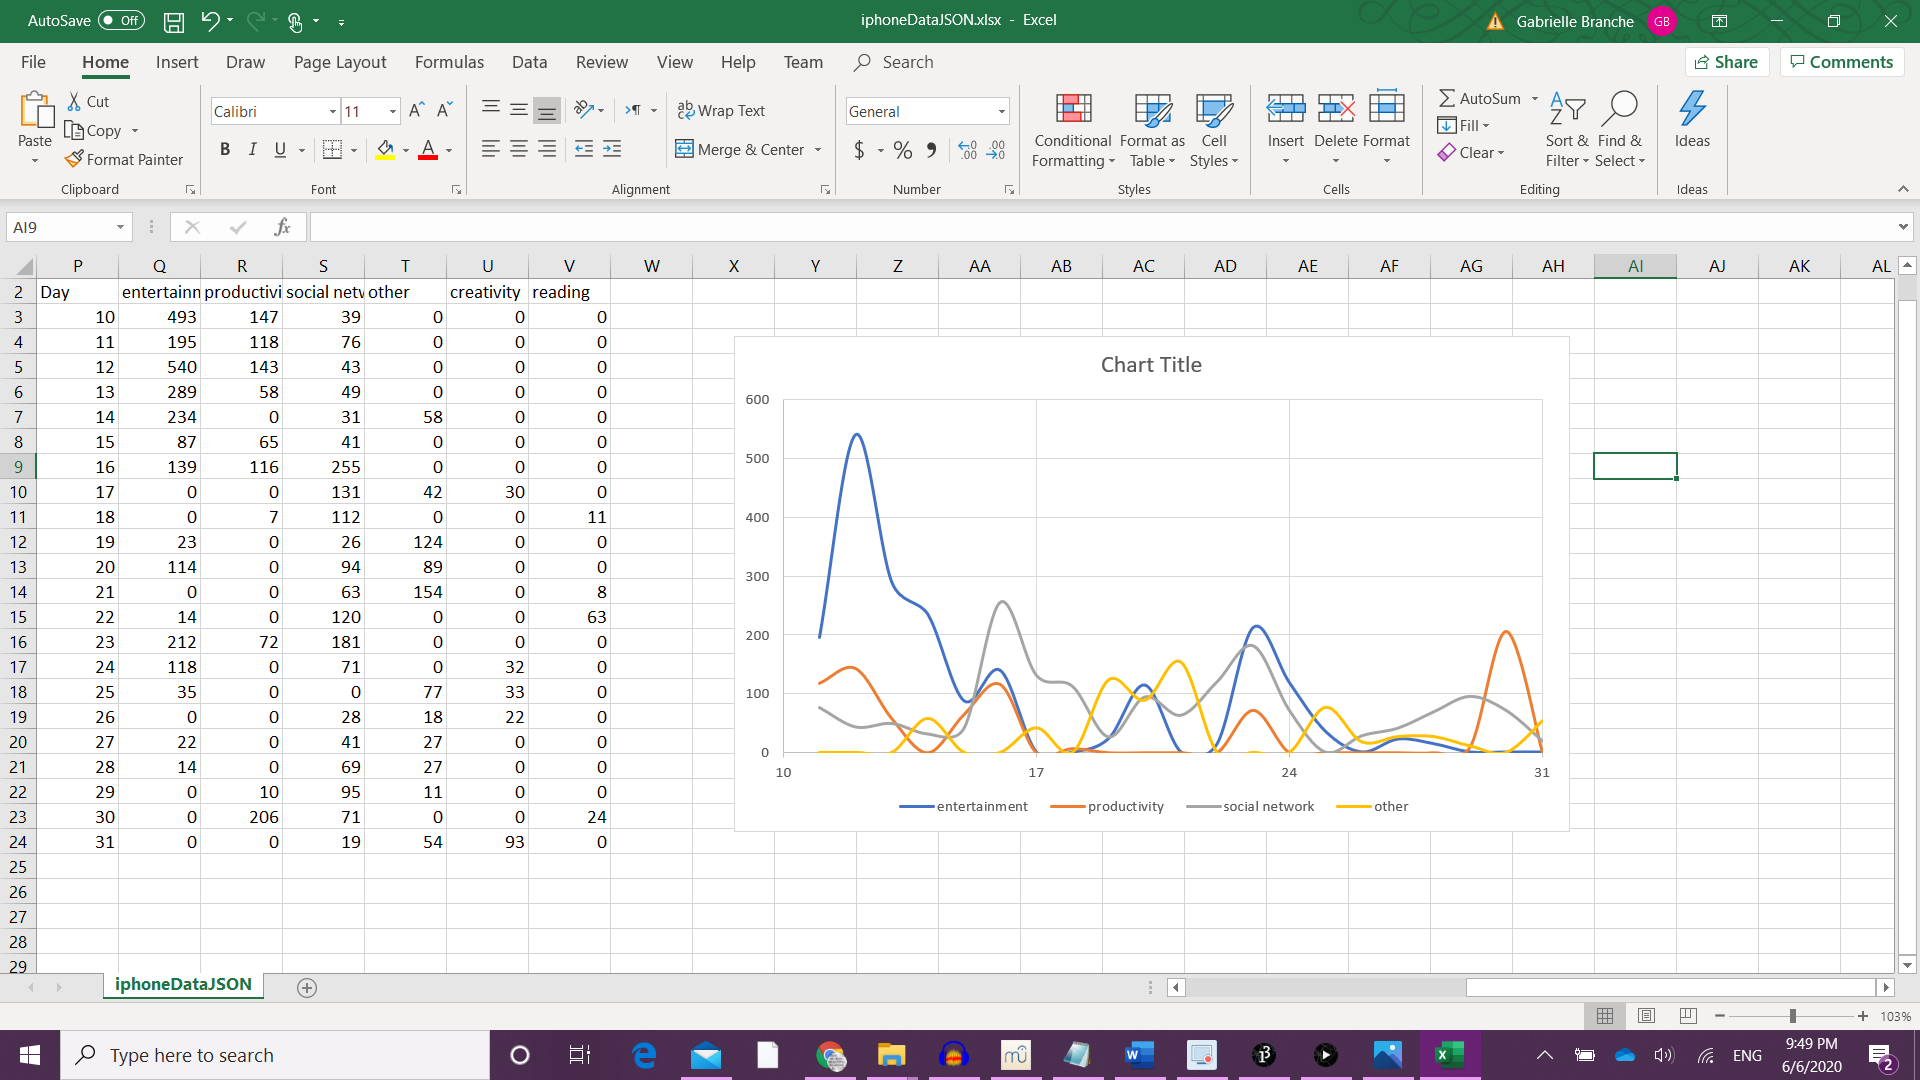 AutoSave Off iphoneDataJSON.xlsx - Excel Gabrielle Branche GB
File Home Insert Draw Page Layout Formulas Data Review View Help Team Search Share Comments
Paste Cut Copy Format Painter Clipboard
Calibri 11 B I U A Font
Wrap Text Merge & Center Alignment
General $ % Number
Conditional Formatting Format as Table Cell Styles Styles
Insert Delete Format Cells
AutoSum Fill Clear Sort & Filter Find & Select Editing
Ideas Ideas
AI9 fx
P Q R S T U V W X Y Z AA AB AC AD AE AF AG AH AI AJ AK AL
2 Day entertainn productivi social netv other creativity reading
3 10 493 147 39 0 0 0
4 11 195 118 76 0 0 0
5 12 540 143 43 0 0 0
6 13 289 58 49 0 0 0
7 14 234 0 31 58 0 0
8 15 87 65 41 0 0 0
9 16 139 116 255 0 0 0
10 17 0 0 131 42 30 0
11 18 0 7 112 0 0 11
12 19 23 0 26 124 0 0
13 20 114 0 94 89 0 0
14 21 0 0 63 154 0 8
15 22 14 0 120 0 0 63
16 23 212 72 181 0 0 0
17 24 118 0 71 0 32 0
18 25 35 0 0 77 33 0
19 26 0 0 28 18 22 0
20 27 22 0 41 27 0 0
21 28 14 0 69 27 0 0
22 29 0 10 95 11 0 0
23 30 0 206 71 0 0 24
24 31 0 0 19 54 93 0
25
26
27
28
29
Chart Title
600
500
400
300
200
100
0
10 17 24 31
entertainment productivity social network other
iphoneDataJSON
103%
Type here to search
ENG 9:49 PM
6/6/2020
2